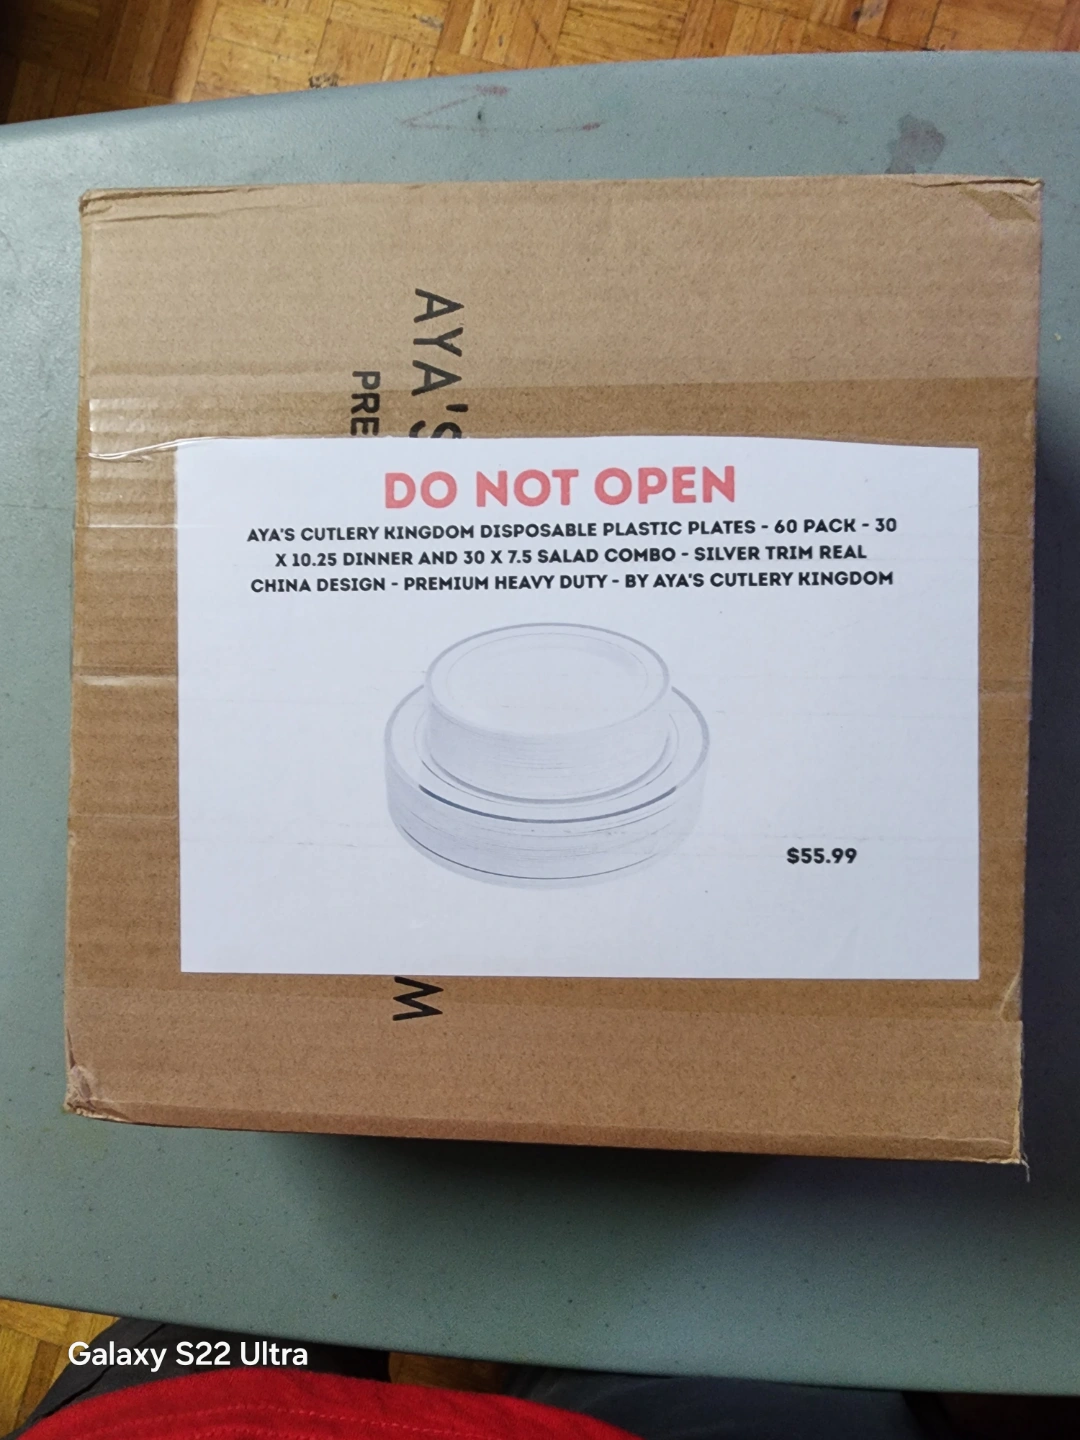 AYA'S
PRE
DO NOT OPEN
AYA'S CUTLERY KINGDOM DISPOSABLE PLASTIC PLATES - 60 PACK - 30
X 10.25 DINNER AND 30 X 7.5 SALAD COMBO - SILVER TRIM REAL
CHINA DESIGN - PREMIUM HEAVY DUTY - BY AYA'S CUTLERY KINGDOM
$55.99
M
Galaxy S22 Ultra